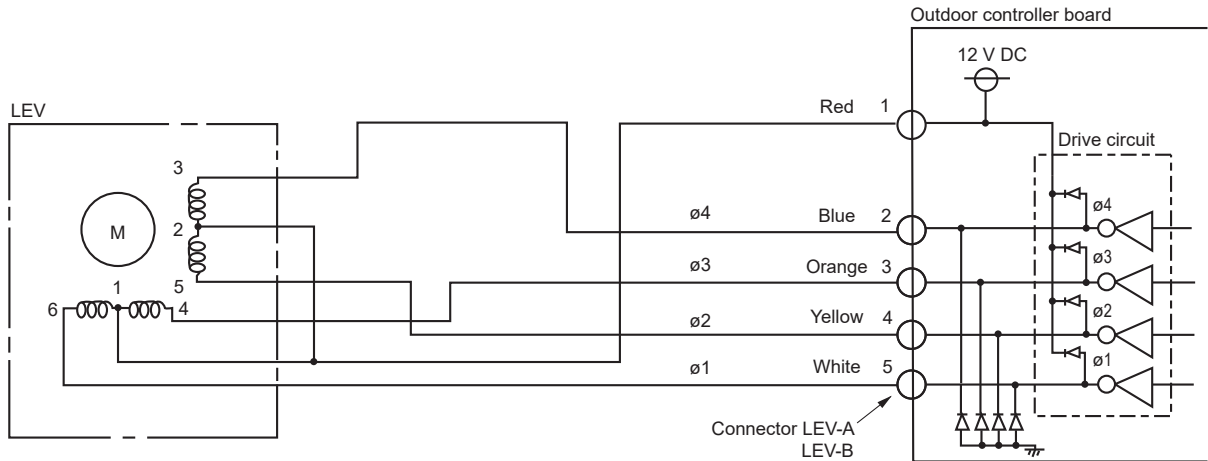 Outdoor controller board
12 V DC
LEV
Red 1
Drive circuit
3
ø4 Blue 2 ø4
2
M
ø3 Orange 3 ø3
1 5
6 4
ø2 Yellow 4 ø2
ø1 White 5 ø1
Connector LEV-A
LEV-B